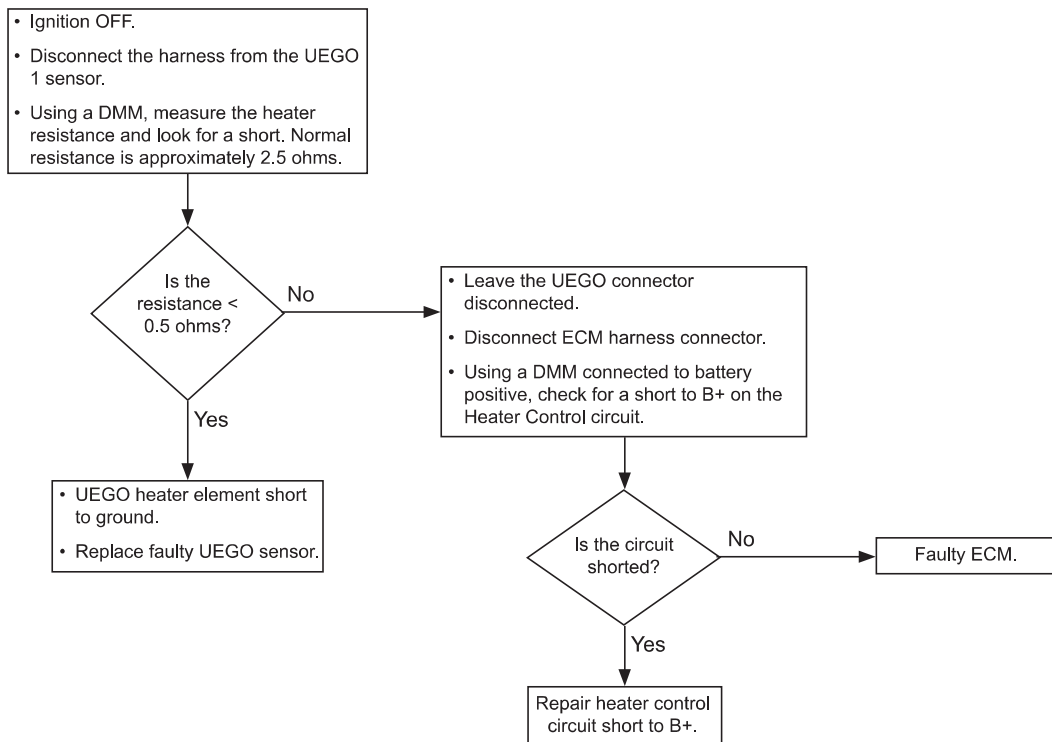 • Ignition OFF.
• Disconnect the harness from the UEGO
1 sensor.
• Using a DMM, measure the heater
resistance and look for a short. Normal
resistance is approximately 2.5 ohms.
Is the
resistance <
0.5 ohms?
No
• Leave the UEGO connector
disconnected.
• Disconnect ECM harness connector.
• Using a DMM connected to battery
positive, check for a short to B+ on the
Heater Control circuit.
Yes
• UEGO heater element short
to ground.
• Replace faulty UEGO sensor.
Is the circuit
shorted?
No
Faulty ECM.
Yes
Repair heater control
circuit short to B+.